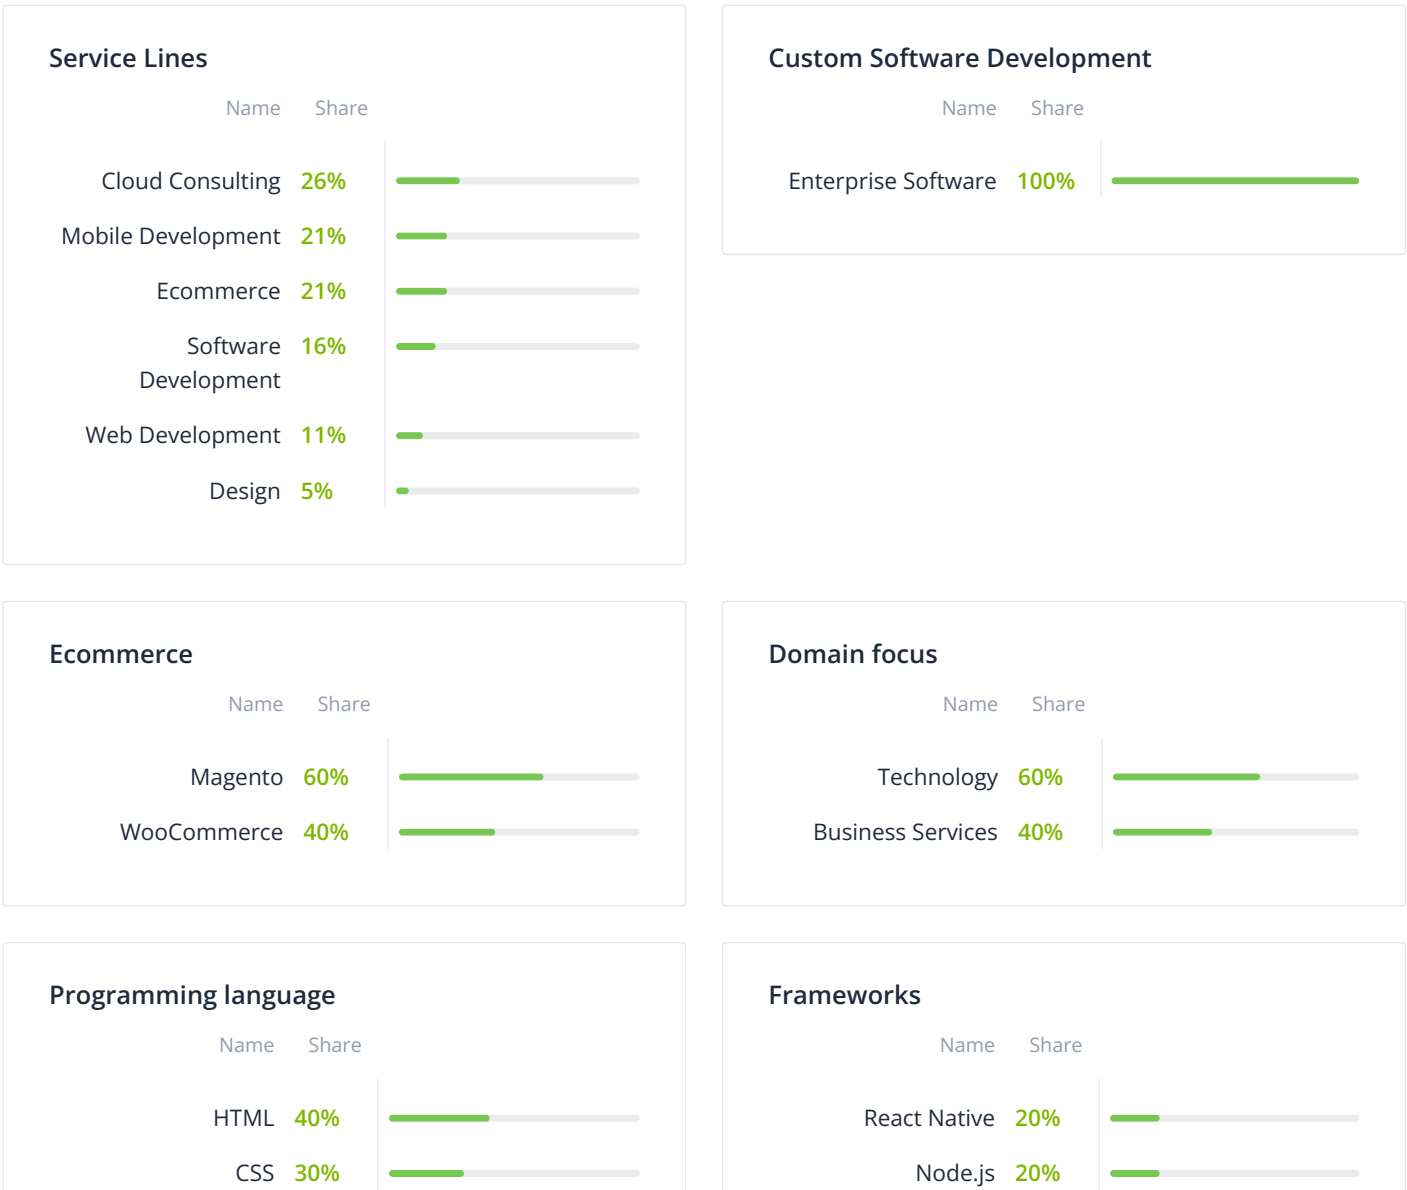 Service Lines
Name Share
Cloud Consulting 26%
Mobile Development 21%
Ecommerce 21%
Software 16%
Development
Web Development 11%
Design 5%
Custom Software Development
Name Share
Enterprise Software 100%
Ecommerce
Name Share
Magento 60%
WooCommerce 40%
Domain focus
Name Share
Technology 60%
Business Services 40%
Programming language
Name Share
HTML 40%
CSS 30%
Frameworks
Name Share
React Native 20%
Node.js 20%